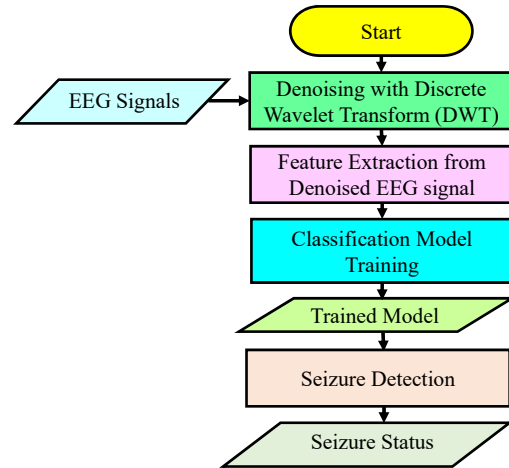 Start
EEG Signals
Denoising with Discrete
Wavelet Transform (DWT)
Feature Extraction from
Denoised EEG signal
Classification Model
Training
Trained Model
Seizure Detection
Seizure Status